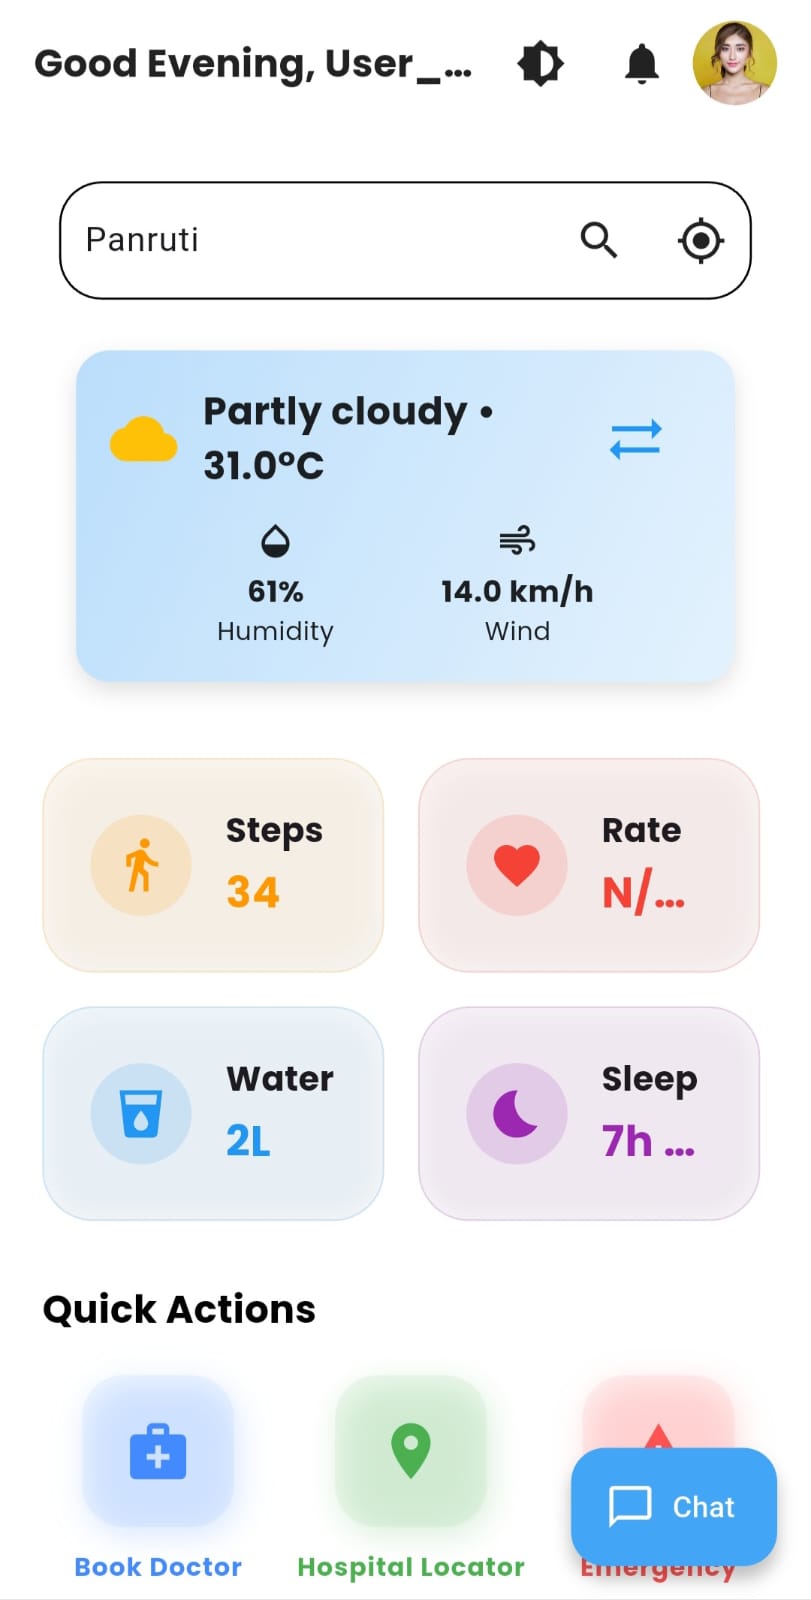 Good Evening, User_...
Panruti
Partly cloudy •
31.0°C
61%
14.0 km/h
Humidity
Wind
Steps
34
Rate
N/...
Water
2L
Sleep
7h ...
Quick Actions
Chat
Book Doctor
Hospital Locator
Emergency